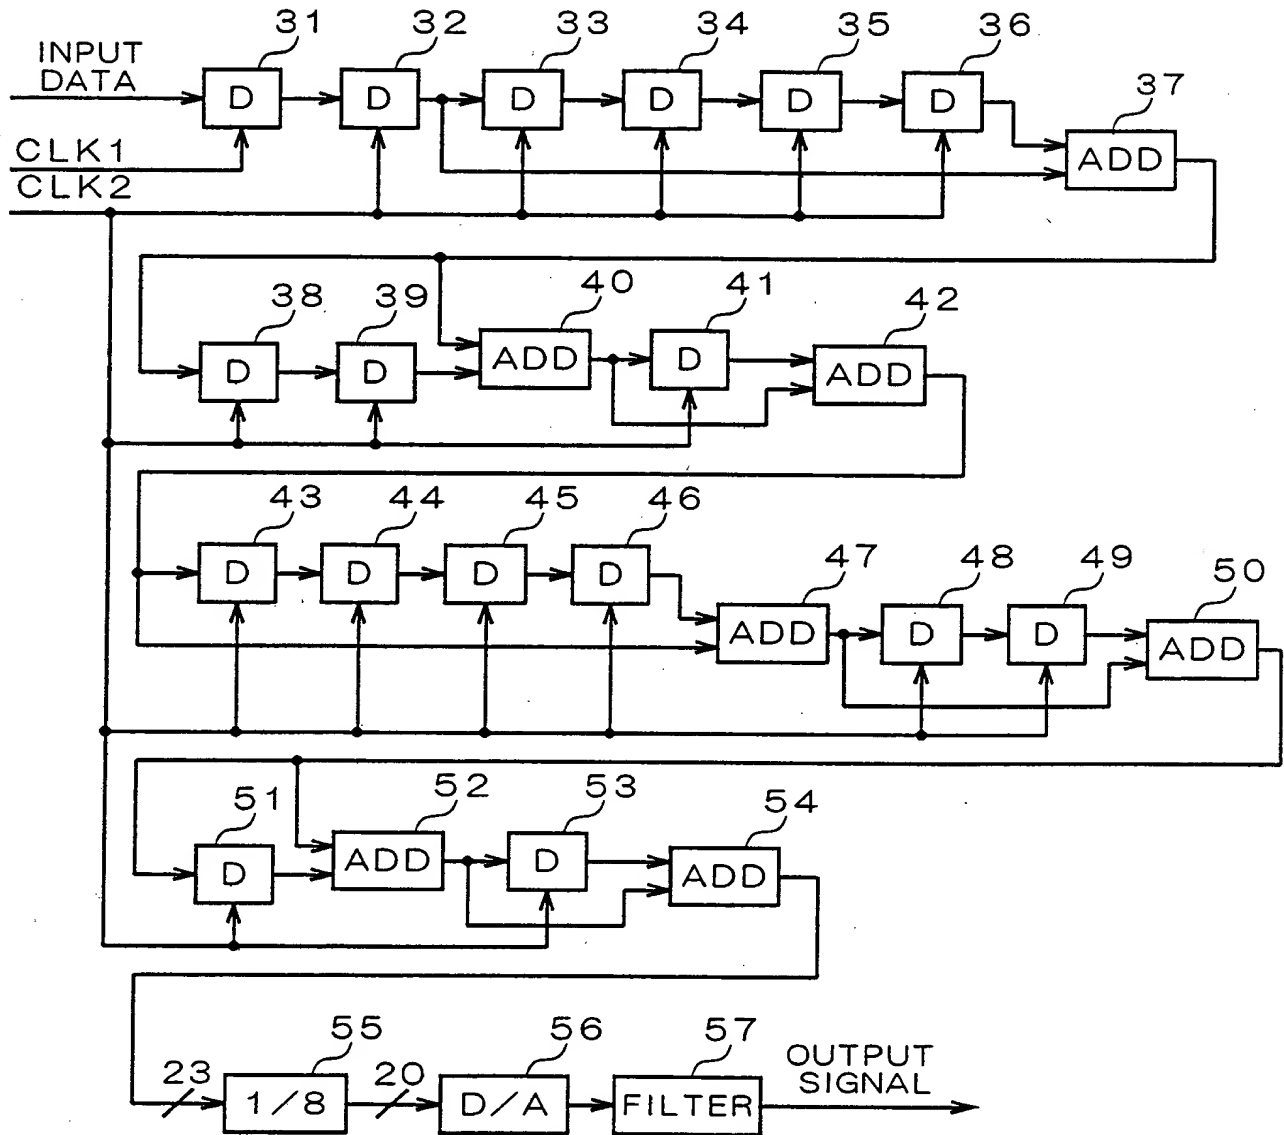 31 32 33 34 35 36 37
INPUT
DATA
D D D D D D
CLK1
ADD
CLK2
38 39 40 41 42
D D ADD D ADD
43 44 45 46 47 48 49 50
D D D D
ADD D D ADD
51 52 53 54
D ADD D ADD
55 56 57
OUTPUT
SIGNAL
23 1/8 20 D/A FILTER